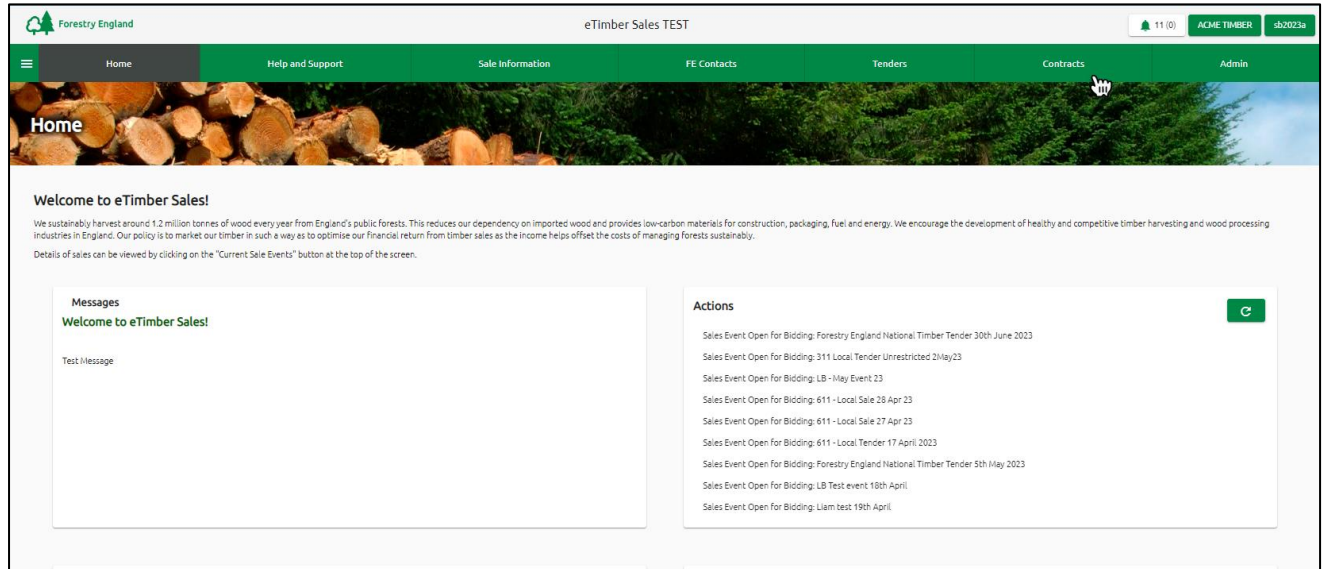 Forestry England
eTimber Sales TEST
11 (0)
ACME TIMBER
sb2023a
Home
Help and Support
Sale Information
FE Contacts
Tenders
Contracts
Admin
Home
Welcome to eTimber Sales!
We sustainably harvest around 1.2 million tonnes of wood every year from England's public forests. This reduces our dependency on imported wood and provides low-carbon materials for construction, packaging, fuel and energy. We encourage the development of healthy and competitive timber harvesting and wood processing
industries in England. Our policy is to market our timber in such a way as to optimise our financial return from timber sales as the income helps offset the costs of managing forests sustainably.
Details of sales can be viewed by clicking on the "Current Sale Events" button at the top of the screen.
Messages
Welcome to eTimber Sales!
Test Message
Actions
Sales Event Open for Bidding: Forestry England National Timber Tender 30th June 2023
Sales Event Open for Bidding: 311 Local Tender Unrestricted 2May23
Sales Event Open for Bidding: LB - May Event 23
Sales Event Open for Bidding: 611 - Local Sale 28 Apr 23
Sales Event Open for Bidding: 611 - Local Sale 27 Apr 23
Sales Event Open for Bidding: 611 - Local Tender 17 April 2023
Sales Event Open for Bidding: Forestry England National Timber Tender 5th May 2023
Sales Event Open for Bidding: LB Test event 18th April
Sales Event Open for Bidding: Liam test 19th April